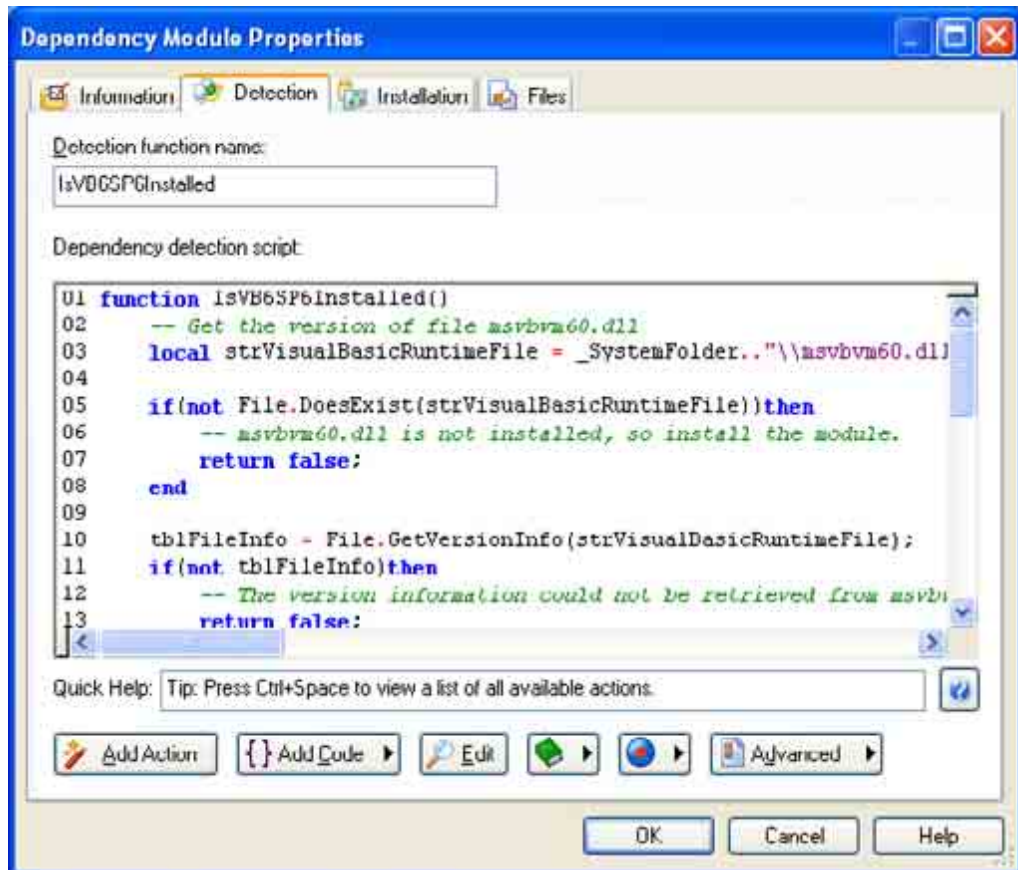 Dependency Module Properties
Information Detection Installation Files
Detection function name:
IsVB6SP6Installed
Dependency detection script:
01 function IsVB6SP6Installed()
02 -- Get the version of file msvbvm60.dll
03 local strVisualBasicRuntimeFile = _SystemFolder.."\\msvbvm60.dll
04
05 if(not File.DoesExist(strVisualBasicRuntimeFile))then
06 -- msvbvm60.dll is not installed, so install the module.
07 return false;
08 end
09
10 tblFileInfo = File.GetVersionInfo(strVisualBasicRuntimeFile);
11 if(not tblFileInfo)then
12 -- The version information could not be retrieved from msvb
13 return false;
Quick Help: Tip: Press Ctrl+Space to view a list of all available actions.
Add Action {} Add Code Edit Advanced
OK Cancel Help